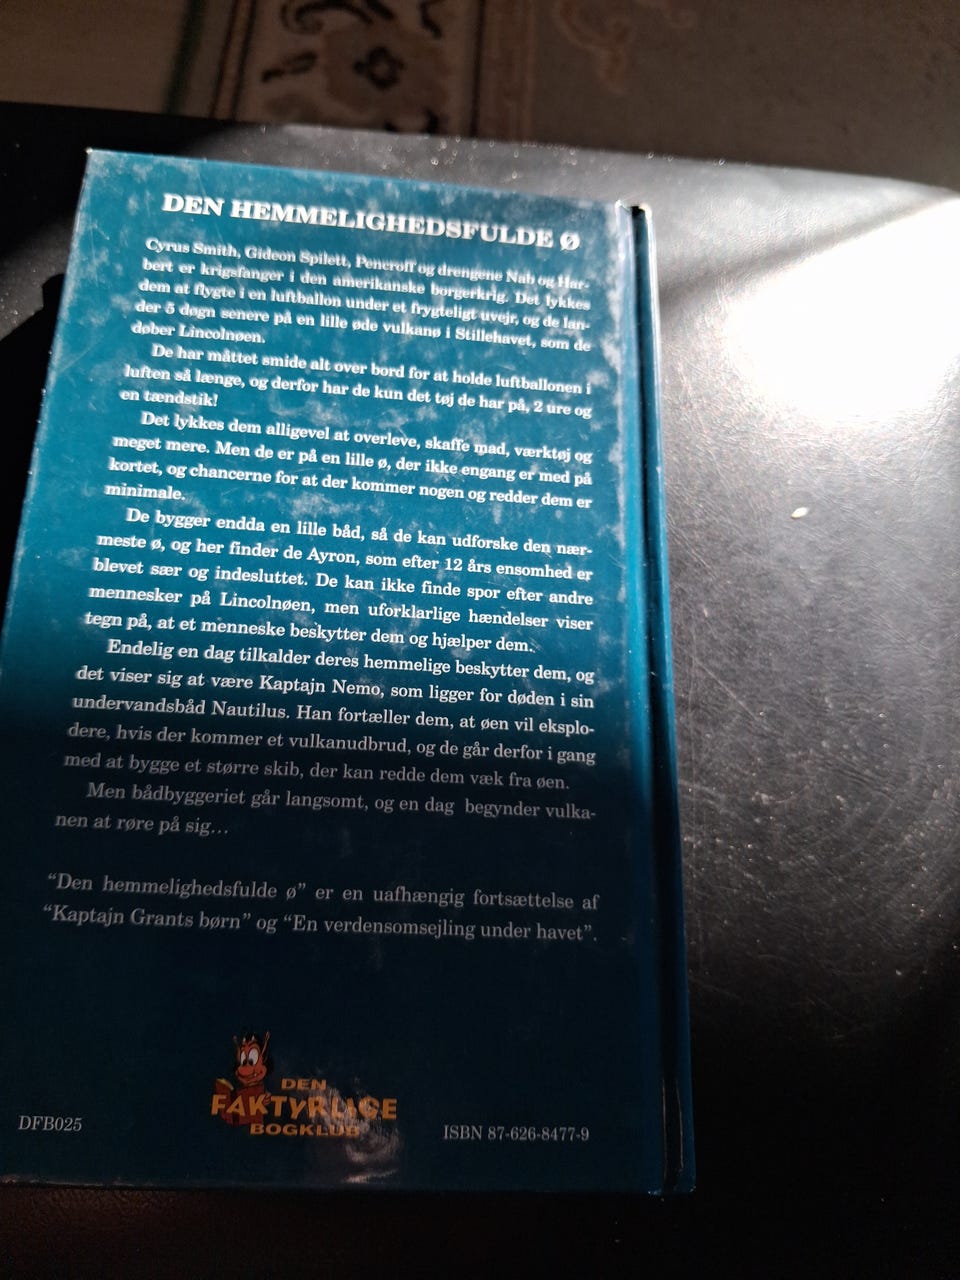 DEN HEMMELIGHEDSFULDE Ø
Cyrus Smith, Gideon Spilett, Pencroff og drengene Nab og Har-
bert er krigsfanger i den amerikanske borgerkrig. Det lykkes
dem at flygte i en luftballon under et frygteligt uvejr, og de lan-
der 5 døgn senere på en lille øde vulkanø i Stillehavet, som de
døber Lincolnøen.
De har måttet smide alt over bord for at holde luftballonen i
luften så længe, og derfor har de kun det tøj de har på, 2 ure og
en tændstik!
Det lykkes dem alligevel at overleve, skaffe mad, værktøj og
meget mere. Men de er på en lille ø, der ikke engang er med på
kortet, og chancerne for at der kommer nogen og redder dem er
minimale.
De bygger endda en lille båd, så de kan udforske den nær-
meste ø, og her finder de Ayron, som efter 12 års ensomhed er
blevet sær og indesluttet. De kan ikke finde spor efter andre
mennesker på Lincolnøen, men uforklarlige hændelser viser
tegn på, at et menneske beskytter dem og hjælper dem.
Endelig en dag tilkalder deres hemmelige beskytter dem, og
det viser sig at være Kaptajn Nemo, som ligger for døden i sin
undervandsbåd Nautilus. Han fortæller dem, at øen vil eksplo-
dere, hvis der kommer et vulkanudbrud, og de går derfor i gang
med at bygge et større skib, der kan redde dem væk fra øen.
Men bådbyggeriet går langsomt, og en dag begynder vulka-
nen at røre på sig...
"Den hemmelighedsfulde ø" er en uafhængig fortsættelse af
"Kaptajn Grants børn" og "En verdensomsejling under havet".
DEN
FAKTYRLIGE
BOGKLUB
DFB025
ISBN 87-626-8477-9